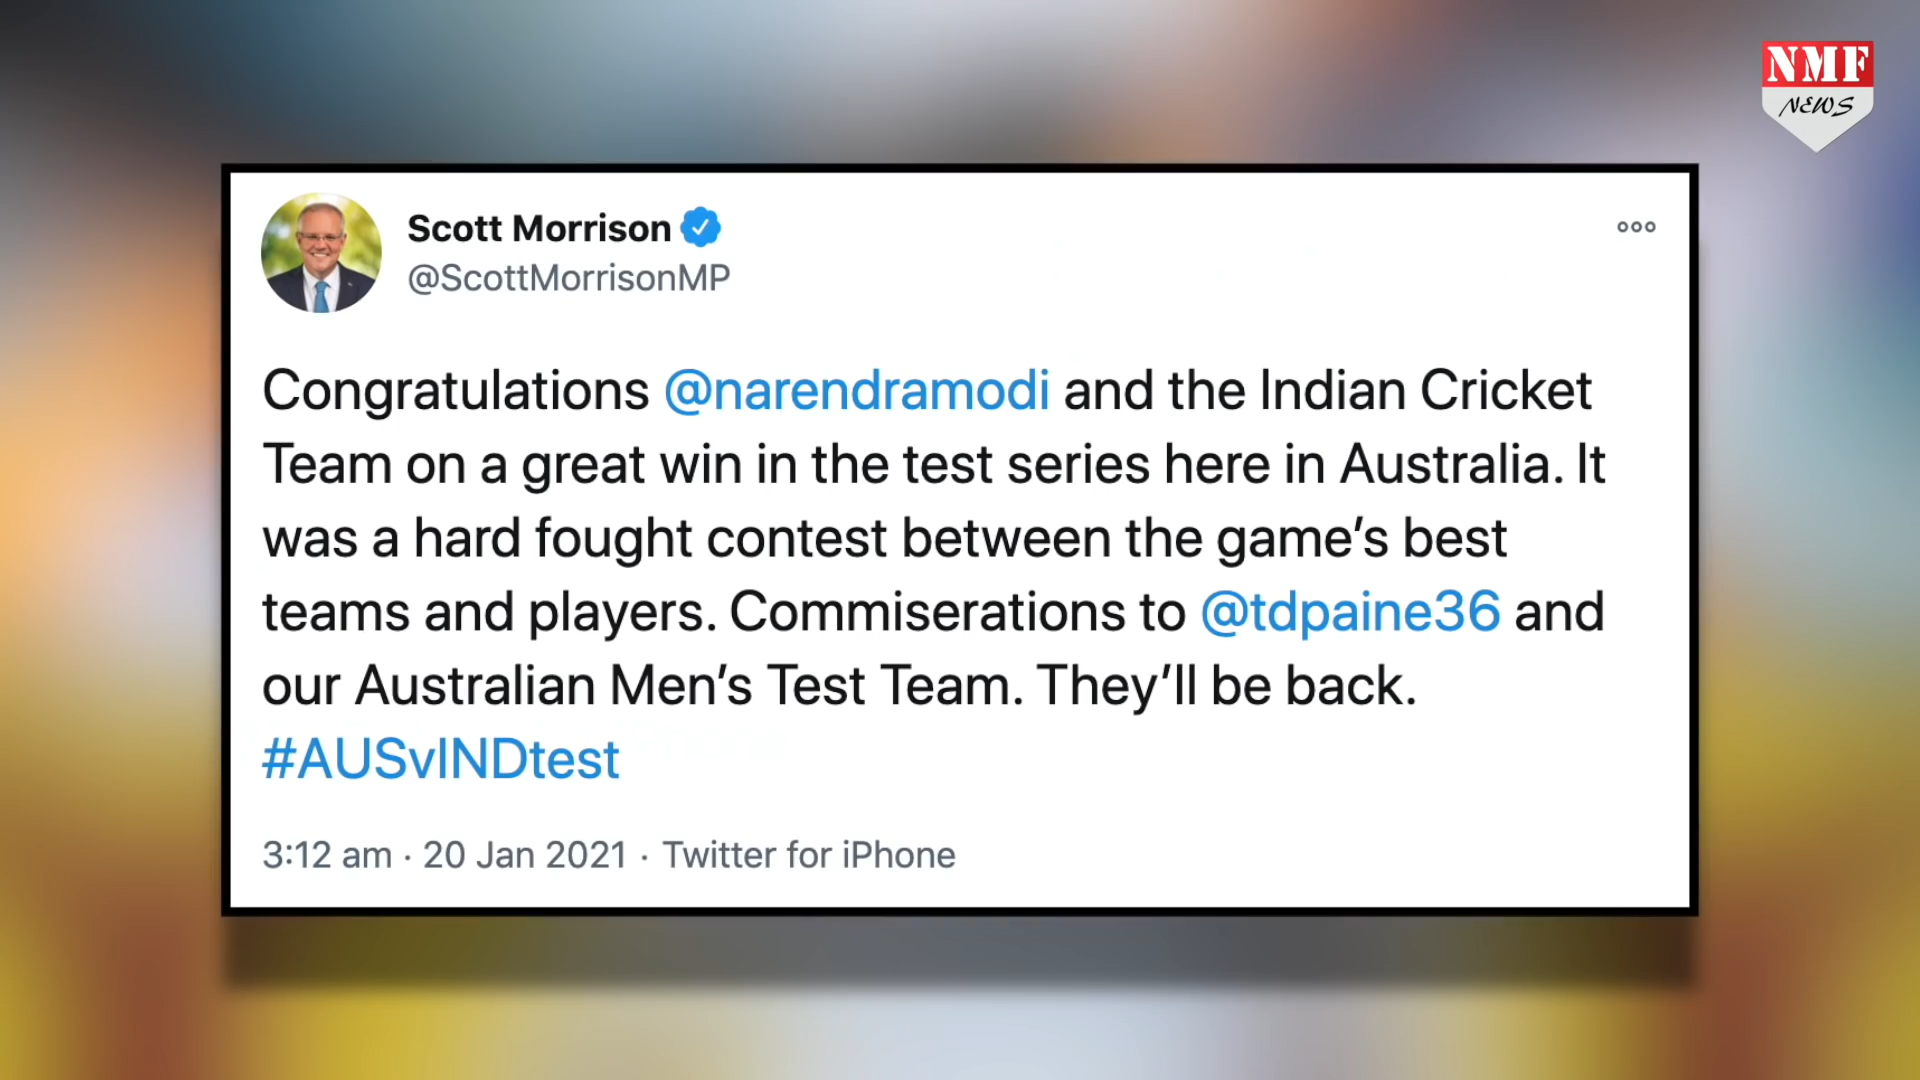 NMF
NEWS
Scott Morrison
@ScottMorrisonMP
Congratulations @narendramodi and the Indian Cricket
Team on a great win in the test series here in Australia. It
was a hard fought contest between the game’s best
teams and players. Commiserations to @tdpaine36 and
our Australian Men’s Test Team. They’ll be back.
#AUSvINDtest
3:12 am · 20 Jan 2021 · Twitter for iPhone